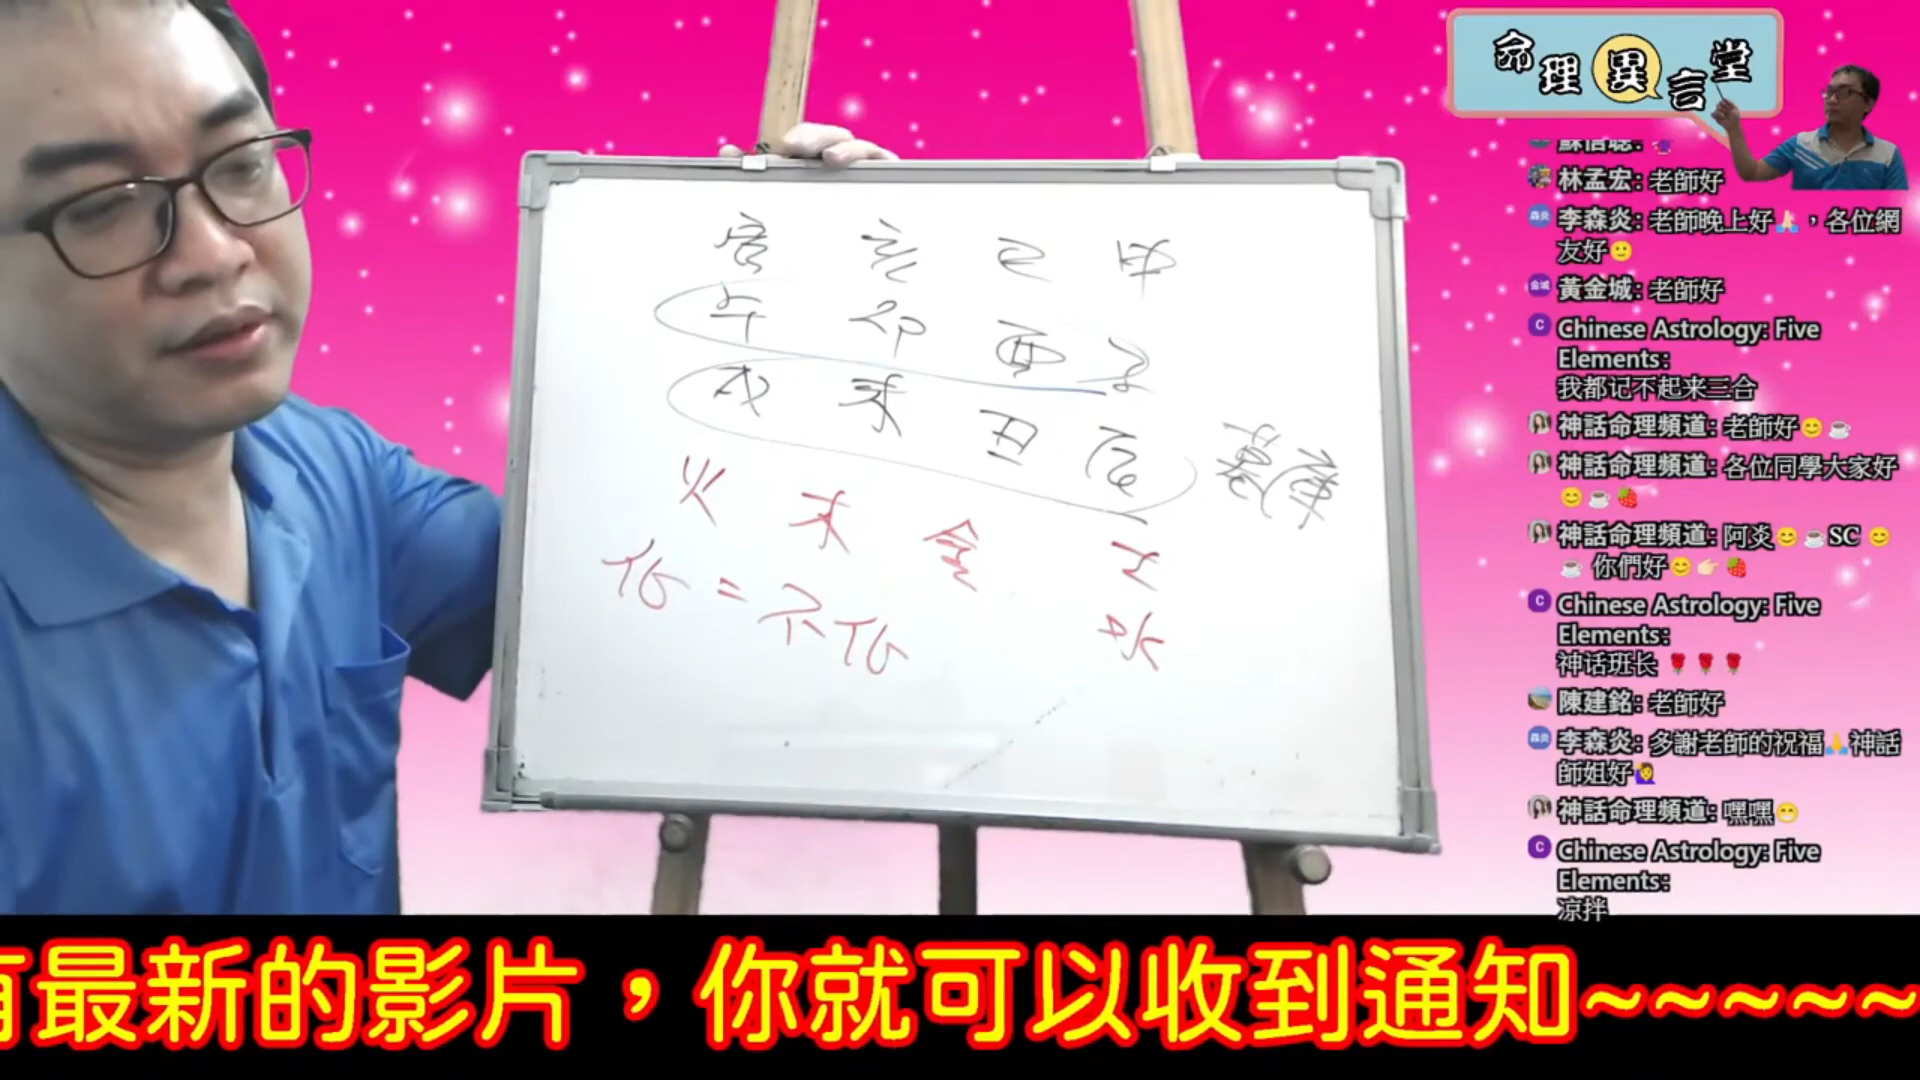 命理異言堂
寅 亥 巳 申
午 卯 酉 子
戌 未 丑 辰 墓庫
火 木 金 土
化=不化 水
蘇信聰:
林孟宏: 老師好
李森炎: 老師晚上好🙏,各位網
友好🙂
黃金城: 老師好
Chinese Astrology: Five
Elements:
我都记不起来三合
神話命理頻道: 老師好😊☕
神話命理頻道: 各位同學大家好
😊☕🍓
神話命理頻道: 阿炎😊☕SC 😊
☕ 你們好😊👉🍓
Chinese Astrology: Five
Elements:
神话班长 🌹🌹🌹
陳建銘: 老師好
李森炎: 多謝老師的祝福🙏神話
師姐好🙋‍♀️
神話命理頻道: 嘿嘿😁
Chinese Astrology: Five
Elements:
凉拌
有最新的影片,你就可以收到通知~~~~~